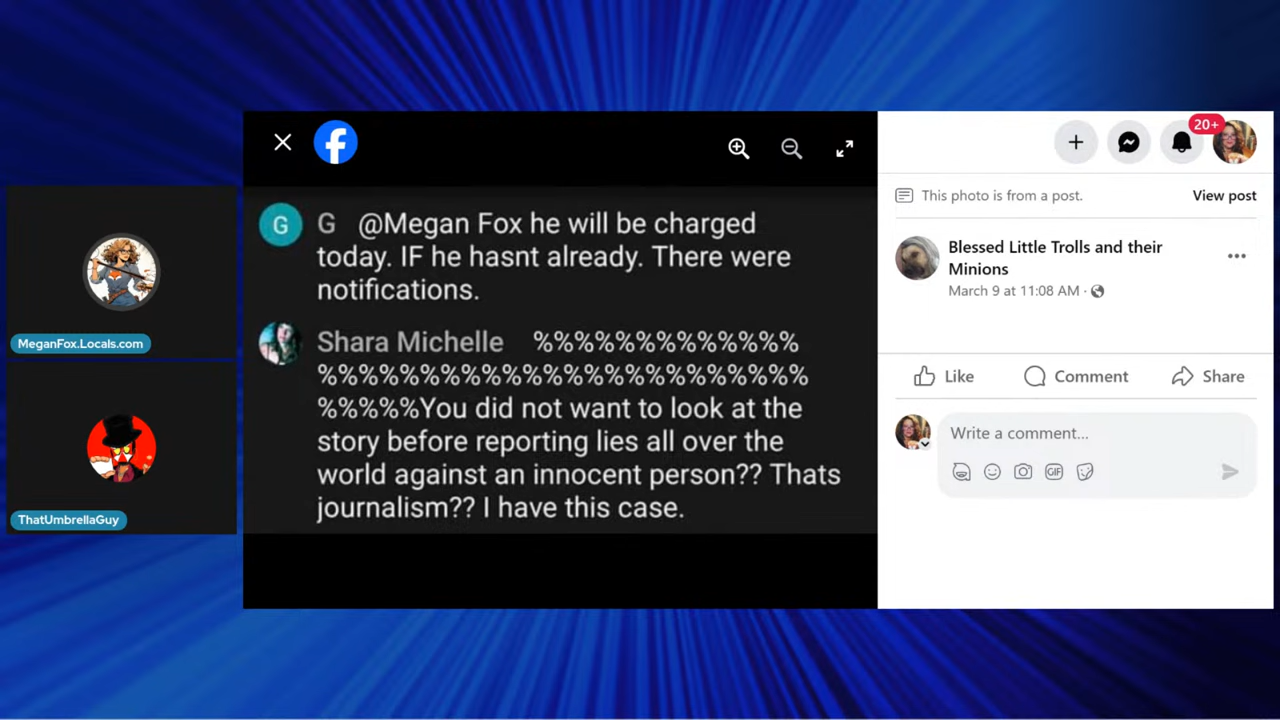 MeganFox.Locals.com
ThatUmbrellaGuy
G @Megan Fox he will be charged
today. IF he hasnt already. There were
notifications.
Shara Michelle %%%%%%%%%%%%%
%%%%%%%%%%%%%%%%%%%%%%%%
%%%%%You did not want to look at the
story before reporting lies all over the
world against an innocent person?? Thats
journalism?? I have this case.
20+
This photo is from a post.
View post
Blessed Little Trolls and their
Minions
March 9 at 11:08 AM ·
Like
Comment
Share
Write a comment...
GIF